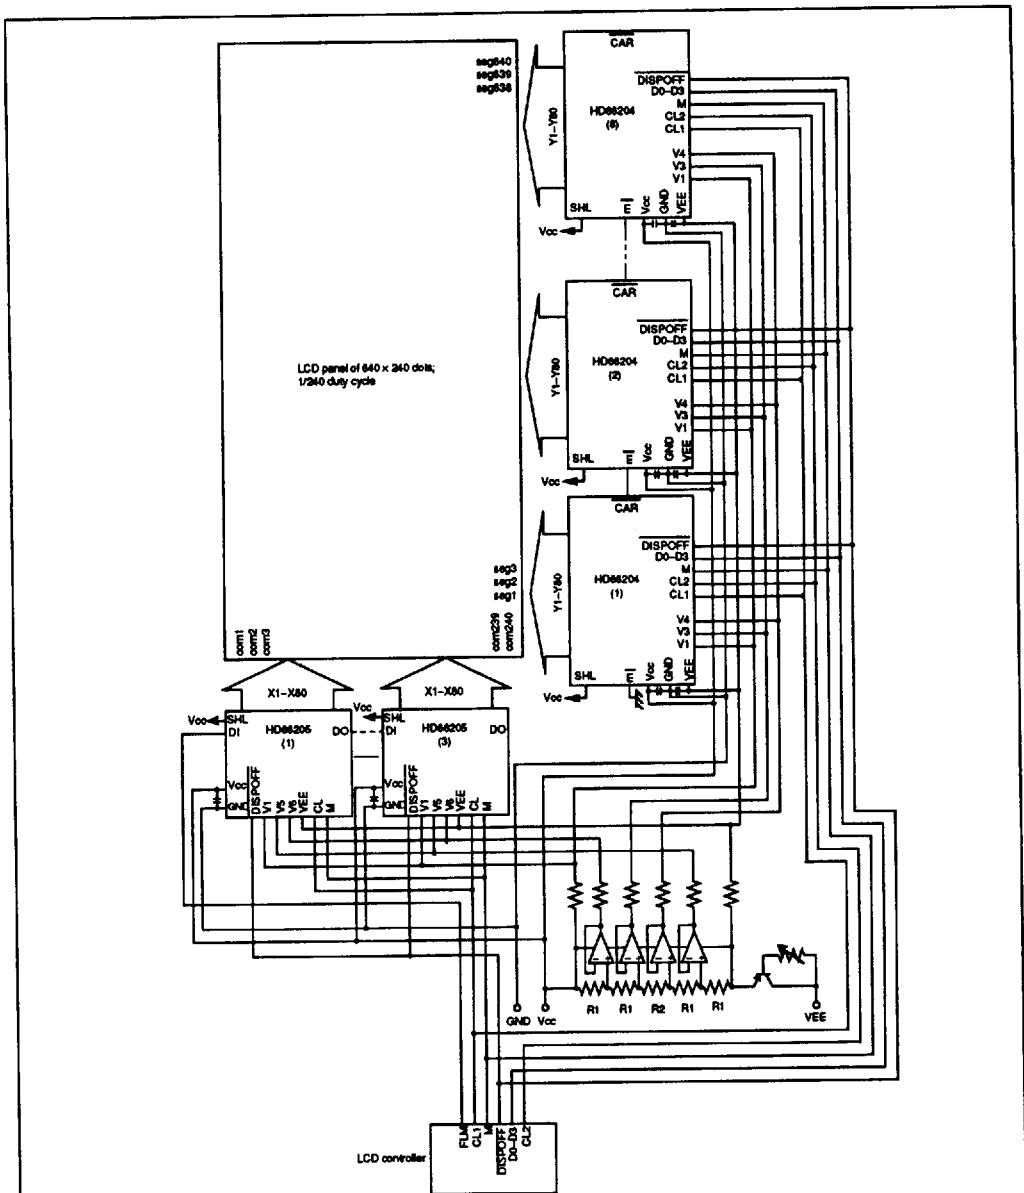 CAR
seg640
seg639
seg638
DISPOFF
D0–D3
M
CL2
CL1
V4
V3
V1
HD66204
(8)
Y1–Y80
SHL
Vcc
E
Vcc
GND
VEE
CAR
DISPOFF
D0–D3
M
CL2
CL1
V4
V3
V1
HD66204
(2)
Y1–Y80
LCD panel of 640 × 240 dots;
1/240 duty cycle
SHL
Vcc
E
Vcc
GND
VEE
CAR
DISPOFF
D0–D3
M
CL2
CL1
V4
V3
V1
HD66204
(1)
Y1–Y80
seg3
seg2
seg1
SHL
Vcc
E
Vcc
GND
VEE
com1
com2
com3
com239
com240
X1–X80
X1–X80
Vcc
SHL
DI
HD66205
(1)
DO
Vcc
GND
DISPOFF
V1
V5
V6
VEE
CL
M
Vcc
SHL
DI
HD66205
(3)
DO
Vcc
GND
DISPOFF
V1
V5
V6
VEE
CL
M
R1
R1
R2
R1
R1
GND
Vcc
VEE
FLM
CL1
M
DISPOFF
D0–D3
CL2
LCD controller